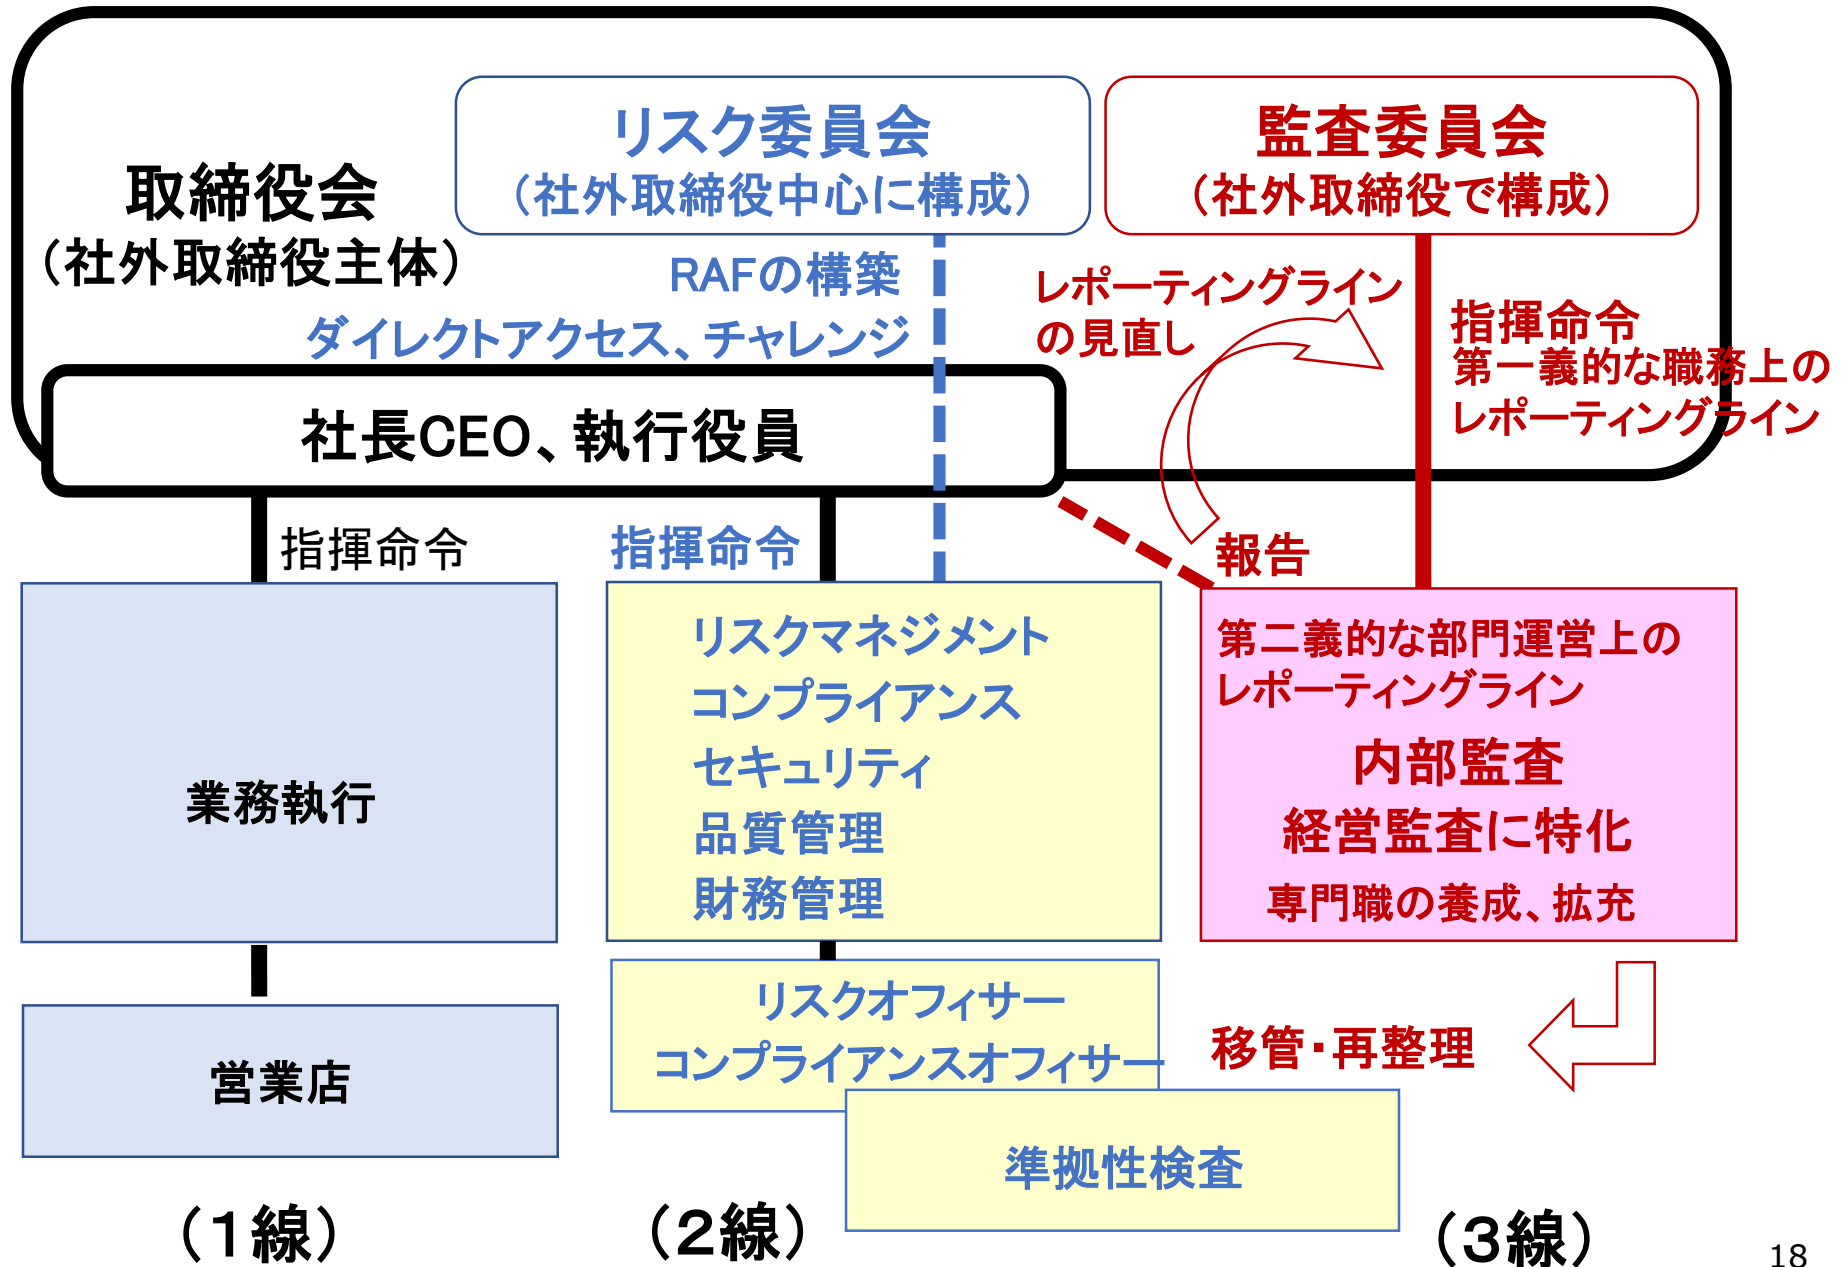 リスク委員会
（社外取締役中心に構成）
監査委員会
（社外取締役で構成）
取締役会
（社外取締役主体）
RAFの構築
ダイレクトアクセス、チャレンジ
レポーティングライン
の見直し
指揮命令
第一義的な職務上の
レポーティングライン
社長CEO、執行役員
指揮命令
指揮命令
報告
業務執行
リスクマネジメント
コンプライアンス
セキュリティ
品質管理
財務管理
第二義的な部門運営上の
レポーティングライン
内部監査
経営監査に特化
専門職の養成、拡充
営業店
リスクオフィサー
コンプライアンスオフィサー
移管・再整理
準拠性検査
（１線）
（２線）
（３線）
18